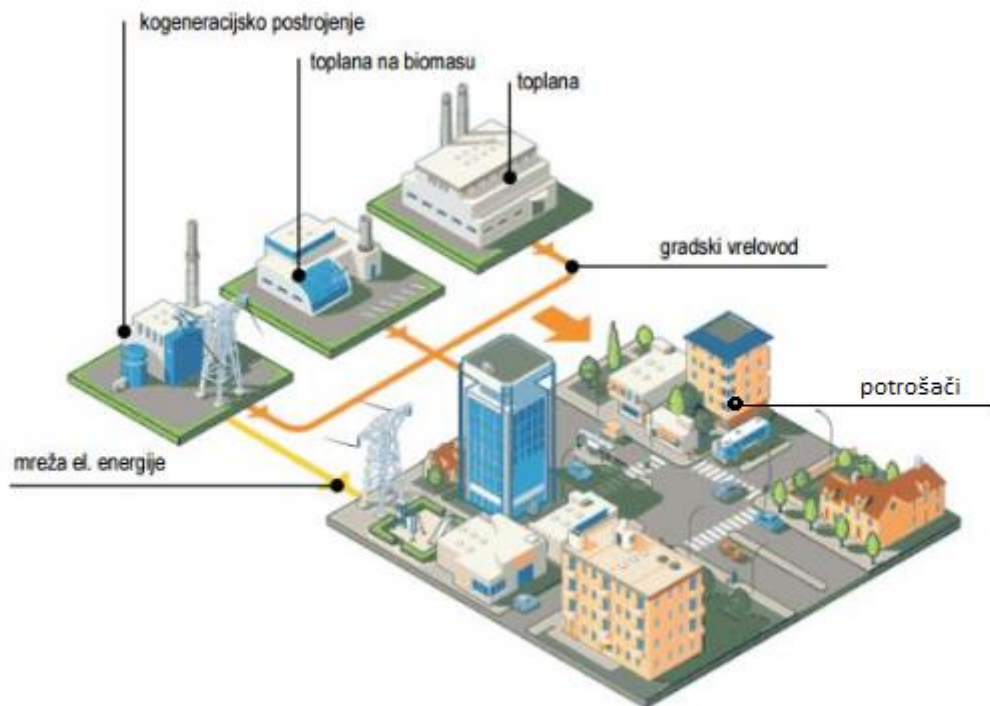 kogeneracijsko postrojenje
toplana na biomasu
toplana
gradski vrelovod
potrošači
mreža el. energije